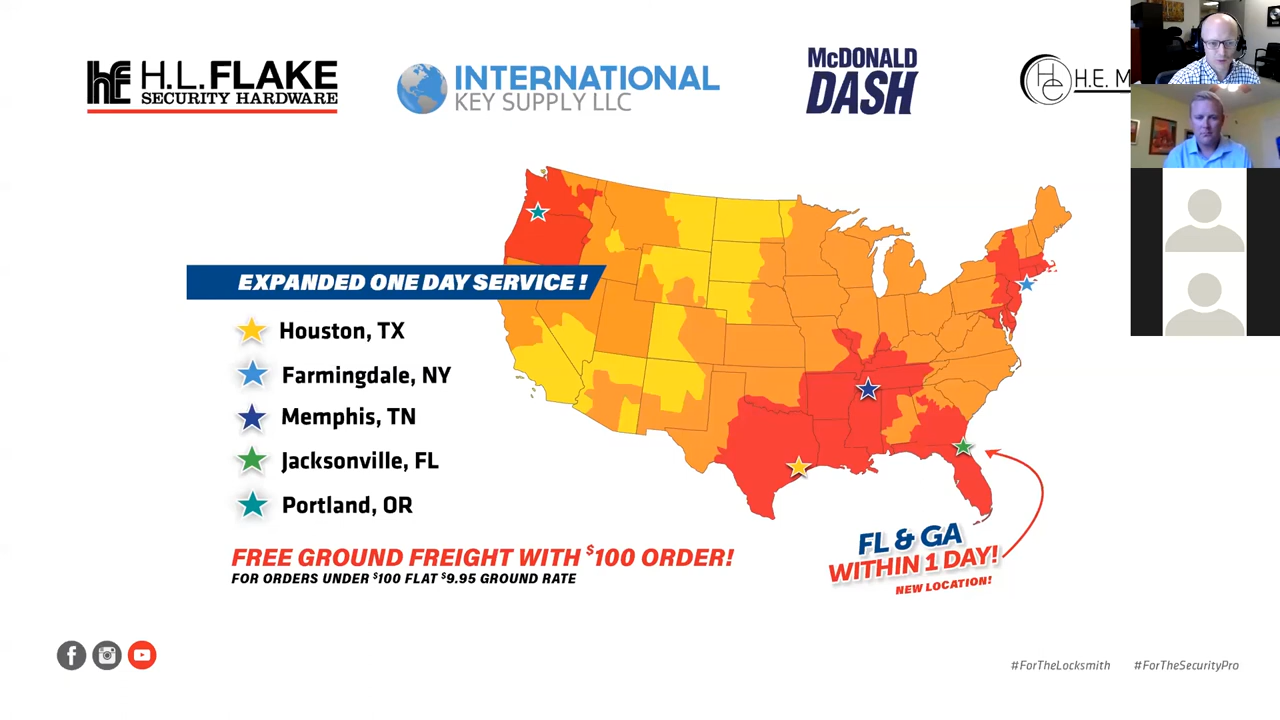 H.L.FLAKE
SECURITY HARDWARE
INTERNATIONAL
KEY SUPPLY LLC
McDONALD
DASH
H.E. M
EXPANDED ONE DAY SERVICE !
Houston, TX
Farmingdale, NY
Memphis, TN
Jacksonville, FL
Portland, OR
FREE GROUND FREIGHT WITH $100 ORDER!
FOR ORDERS UNDER $100 FLAT $9.95 GROUND RATE
FL & GA
WITHIN 1 DAY!
NEW LOCATION!
#ForTheLocksmith #ForTheSecurityPro